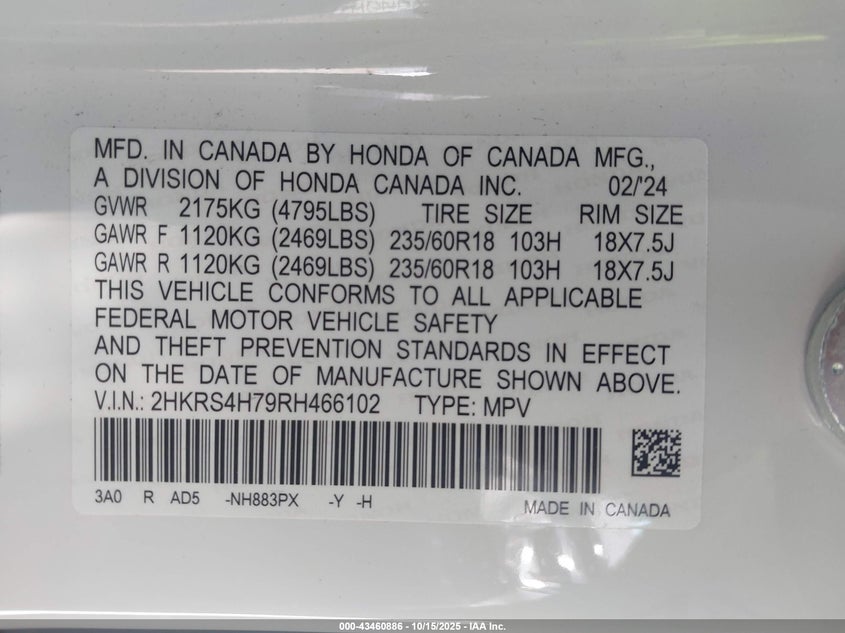 MFD. IN CANADA BY HONDA OF CANADA MFG.,
A DIVISION OF HONDA CANADA INC. 02/'24
GVWR 2175KG (4795LBS) TIRE SIZE RIM SIZE
GAWR F 1120KG (2469LBS) 235/60R18 103H 18X7.5J
GAWR R 1120KG (2469LBS) 235/60R18 103H 18X7.5J
THIS VEHICLE CONFORMS TO ALL APPLICABLE
FEDERAL MOTOR VEHICLE SAFETY
AND THEFT PREVENTION STANDARDS IN EFFECT
ON THE DATE OF MANUFACTURE SHOWN ABOVE.
V.I.N.: 2HKRS4H79RH466102 TYPE: MPV
3A0 R AD5 -NH883PX -Y -H MADE IN CANADA
000-43460886 - 10/15/2025 - IAA Inc.